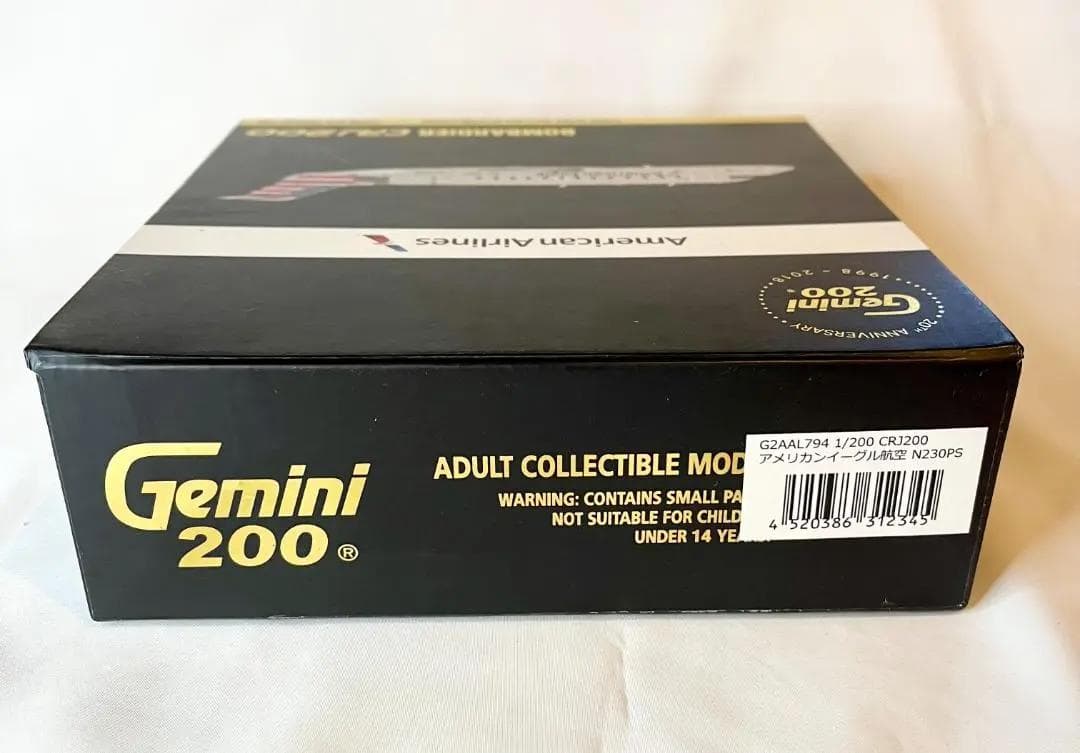 BOMBARDIER CRJ200
American Airlines
Gemini
200®
20TH ANNIVERSARY
• 1998 - 2018 •
Gemini
200®
ADULT COLLECTIBLE MOD
WARNING: CONTAINS SMALL PA
NOT SUITABLE FOR CHILD
UNDER 14 YEARS.
G2AAL794 1/200 CRJ200
アメリカンイーグル航空 N230PS
4 520386 312345